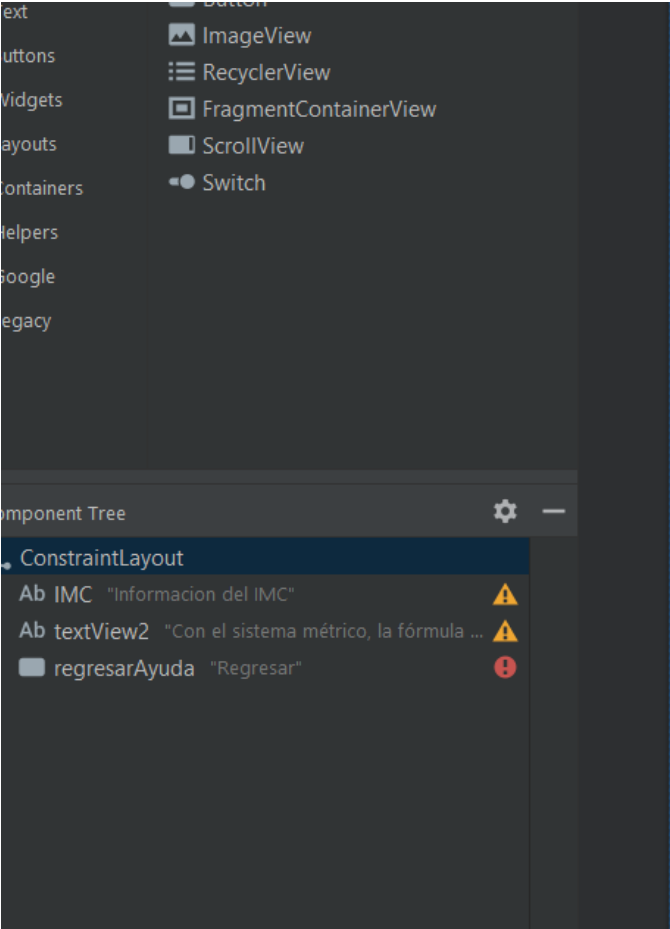 Button
ImageView
RecyclerView
FragmentContainerView
ScrollView
Switch
ext
uttons
Widgets
ayouts
Containers
Helpers
Google
egacy
omponent Tree
ConstraintLayout
Ab IMC "Informacion del IMC"
Ab textView2 "Con el sistema métrico, la fórmula ...
regresarAyuda "Regresar"